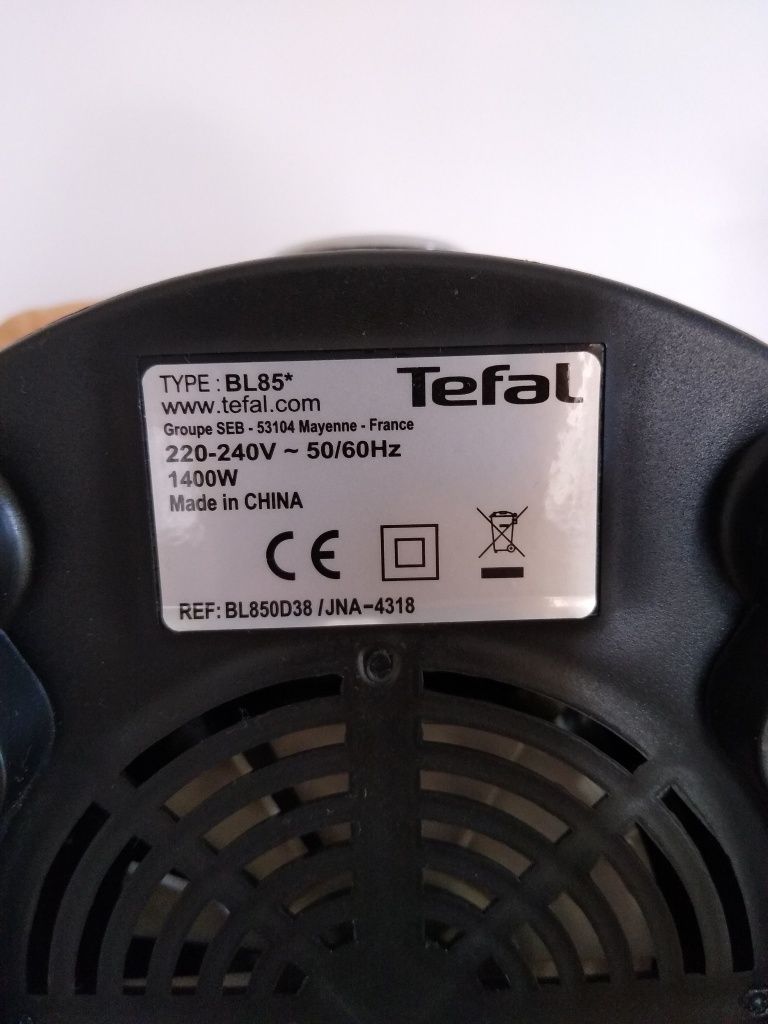 TYPE : BL85*
Tefal
www.tefal.com
Groupe SEB - 53104 Mayenne - France
220-240V ~ 50/60Hz
1400W
Made in CHINA
CE
REF: BL850D38 /JNA-4318